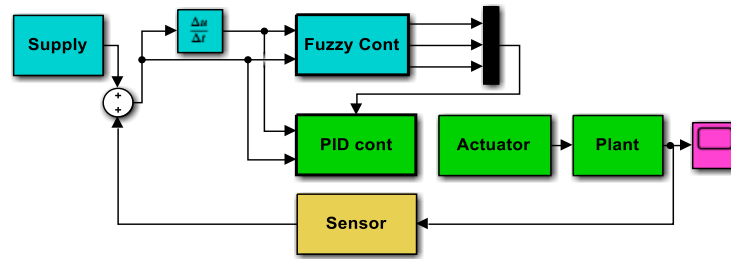 Supply
Δu
Δt
Fuzzy Cont
+
+
PID cont
Actuator
Plant
Sensor